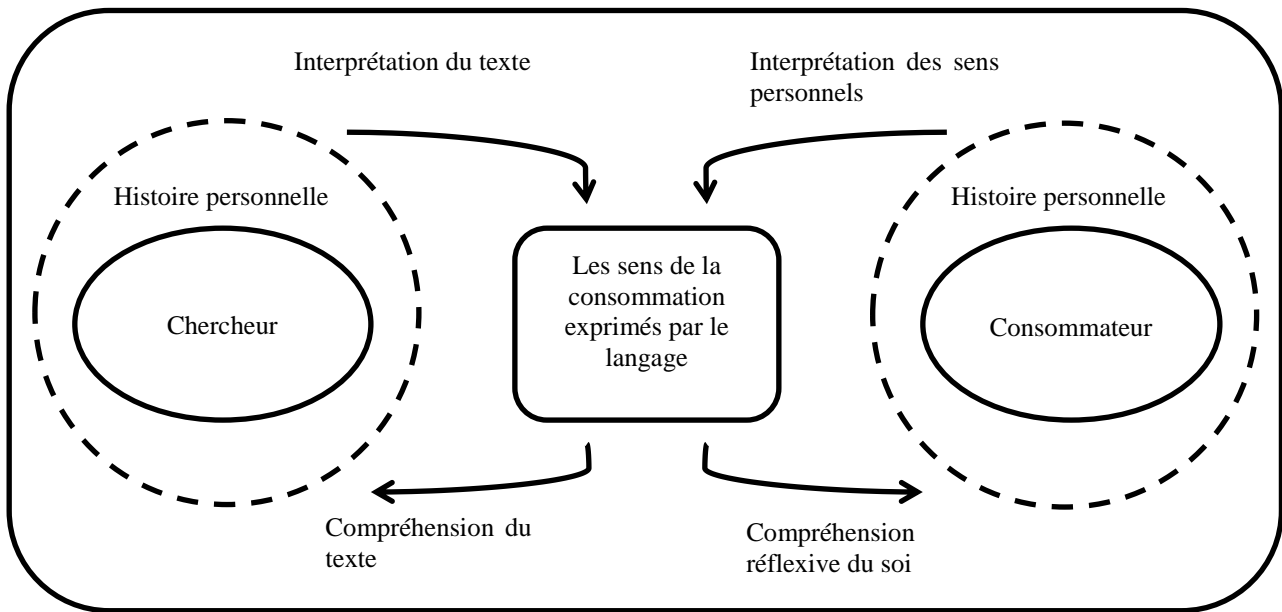 Interprétation du texte
Interprétation des sens
personnels
Histoire personnelle
Chercheur
Les sens de la
consommation
exprimés par le
langage
Histoire personnelle
Consommateur
Compréhension du
texte
Compréhension
réflexive du soi